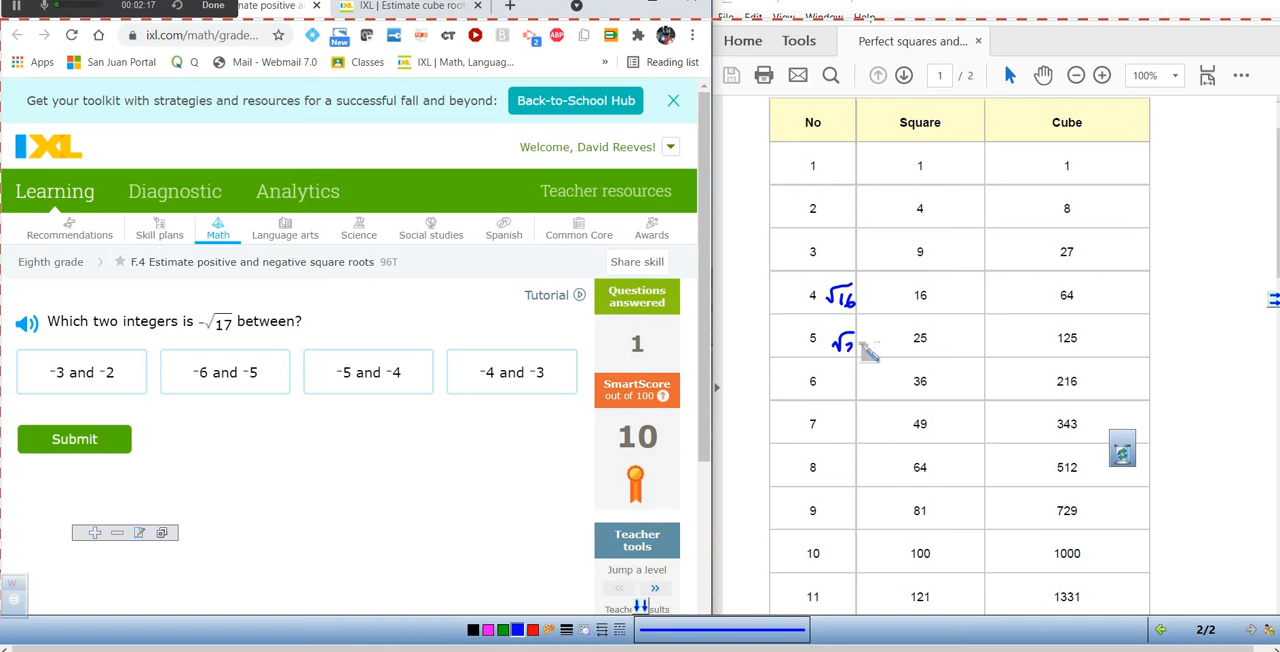 00:02:17 Done mate positive a × IXL | Estimate cube root × +
ixl.com/math/grade...
New
Apps San Juan Portal Q Mail - Webmail 7.0 Classes IXL | Math, Languag... » Reading list
Get your toolkit with strategies and resources for a successful fall and beyond: Back-to-School Hub
IXL
Welcome, David Reeves!
Learning Diagnostic Analytics Teacher resources
Recommendations Skill plans Math Language arts Science Social studies Spanish Common Core Awards
Eighth grade > F.4 Estimate positive and negative square roots 96T Share skill
Tutorial
Which two integers is -√17 between?
-3 and -2
-6 and -5
-5 and -4
-4 and -3
Submit
Questions answered
1
SmartScore
out of 100 ?
10
Teacher tools
Jump a level
« »
File Edit View Window Help
Home Tools Perfect squares and... ×
1 / 2 100%
No Square Cube
1 1 1
2 4 8
3 9 27
4 √16 16 64
5 25 125
6 36 216
7 49 343
8 64 512
9 81 729
10 100 1000
11 121 1331
W
2/2